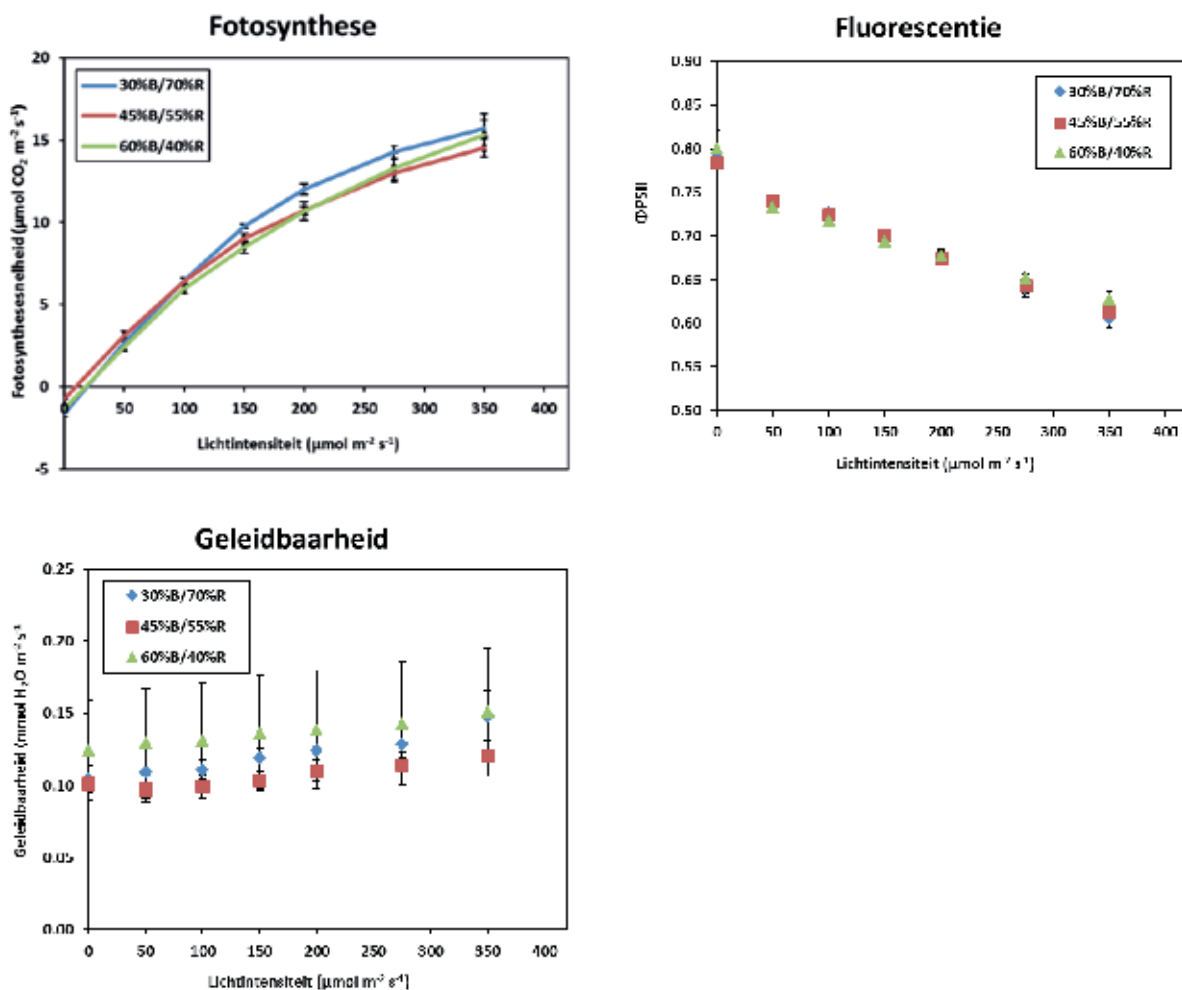 Fotosynthese
Fotosynthesesnelheid (µmol CO₂ m⁻² s⁻¹)
20
15
10
5
0
-5
30%B/70%R
45%B/55%R
60%B/40%R
0 50 100 150 200 250 300 350 400
Lichtintensiteit (µmol m⁻² s⁻¹)
Fluorescentie
ΦPSII
0.90
0.85
0.80
0.75
0.70
0.65
0.60
0.55
0.50
30%B/70%R
45%B/55%R
60%B/40%R
0 50 100 150 200 250 300 350 400
Lichtintensiteit (µmol m⁻² s⁻¹)
Geleidbaarheid
Geleidbaarheid (mmol H₂O m⁻² s⁻¹
0.25
0.20
0.15
0.10
0.05
0.00
30%B/70%R
45%B/55%R
60%B/40%R
0 50 100 150 200 250 300 350 400
Lichtintensiteit (µmol m⁻² s⁻¹)